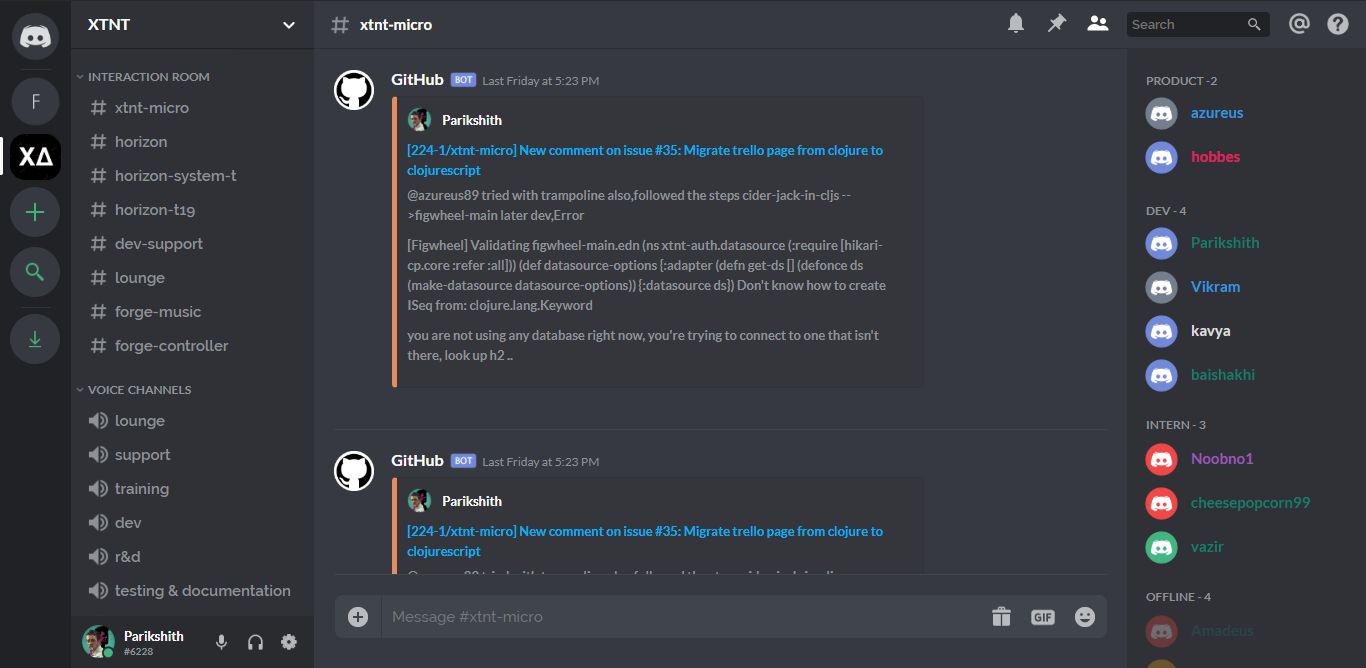 XTNT
INTERACTION ROOM
xtnt-micro
horizon
horizon-system-t
horizon-t19
dev-support
lounge
forge-music
forge-controller
VOICE CHANNELS
lounge
support
training
dev
r&d
testing & documentation
Parikshith
#6228
F
XΔ
# xtnt-micro
Search
GitHub BOT Last Friday at 5:23 PM
Parikshith
[224-1/xtnt-micro] New comment on issue #35: Migrate trello page from clojure to
clojurescript
@azureus89 tried with trampoline also,followed the steps cider-jack-in-cljs --
>figwheel-main later dev,Error
[Figwheel] Validating figwheel-main.edn (ns xtnt-auth.datasource (:require [hikari-
cp.core :refer :all])) (def datasource-options {:adapter (defn get-ds [] (defonce ds
(make-datasource datasource-options)) {:datasource ds}) Don't know how to create
ISeq from: clojure.lang.Keyword
you are not using any database right now, you're trying to connect to one that isn't
there, look up h2 ..
GitHub BOT Last Friday at 5:23 PM
Parikshith
[224-1/xtnt-micro] New comment on issue #35: Migrate trello page from clojure to
clojurescript
Message #xtnt-micro
GIF
PRODUCT -2
azureus
hobbes
DEV - 4
Parikshith
Vikram
kavya
baishakhi
INTERN - 3
Noobno1
cheesepopcorn99
vazir
OFFLINE - 4
Amadeus